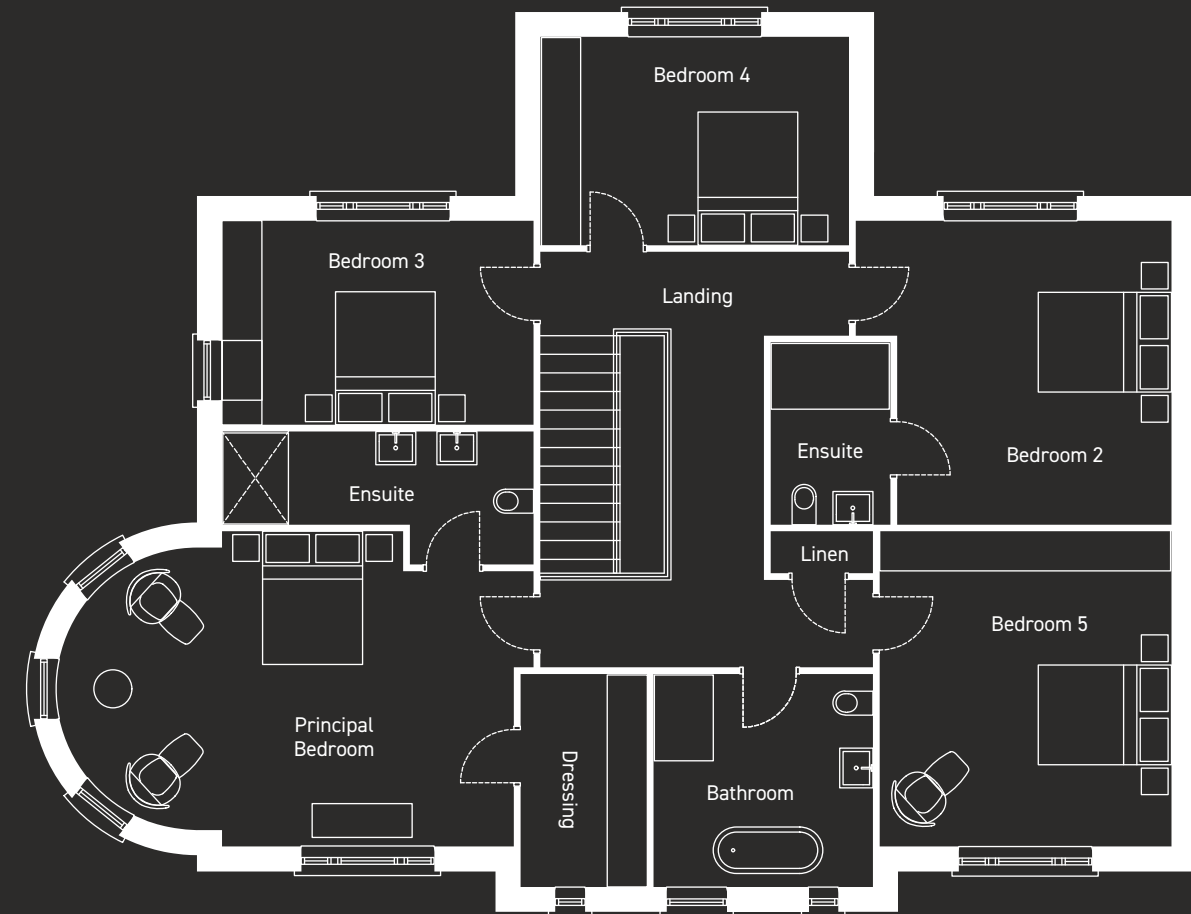 Bedroom 4
Bedroom 3
Landing
Ensuite
Bedroom 2
Ensuite
Linen
Bedroom 5
Principal
Bedroom
Dressing
Bathroom